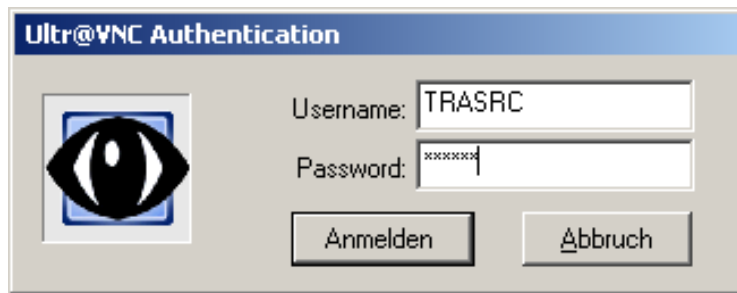 Ultr@VNC Authentication
Username: TRASRC
Password: ******
Anmelden Abbruch